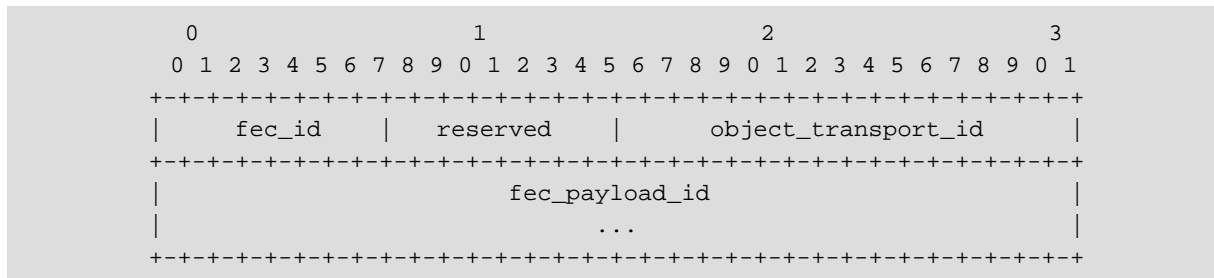 0 1 2 3
0 1 2 3 4 5 6 7 8 9 0 1 2 3 4 5 6 7 8 9 0 1 2 3 4 5 6 7 8 9 0 1
+-+-+-+-+-+-+-+-+-+-+-+-+-+-+-+-+-+-+-+-+-+-+-+-+-+-+-+-+-+-+-+-+
| fec_id | reserved | object_transport_id |
+-+-+-+-+-+-+-+-+-+-+-+-+-+-+-+-+-+-+-+-+-+-+-+-+-+-+-+-+-+-+-+-+
| fec_payload_id |
| ... |
+-+-+-+-+-+-+-+-+-+-+-+-+-+-+-+-+-+-+-+-+-+-+-+-+-+-+-+-+-+-+-+-+